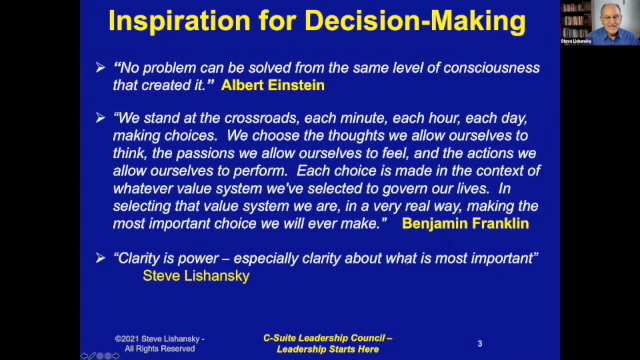 Inspiration for Decision-Making
Steve Lishansky
➢ “No problem can be solved from the same level of consciousness
that created it.” Albert Einstein
➢ “We stand at the crossroads, each minute, each hour, each day,
making choices. We choose the thoughts we allow ourselves to
think, the passions we allow ourselves to feel, and the actions we
allow ourselves to perform. Each choice is made in the context of
whatever value system we've selected to govern our lives. In
selecting that value system we are, in a very real way, making the
most important choice we will ever make." Benjamin Franklin
➢ “Clarity is power – especially clarity about what is most important”
Steve Lishansky
©2021 Steve Lishansky -
All Rights Reserved
C-Suite Leadership Council –
Leadership Starts Here
3